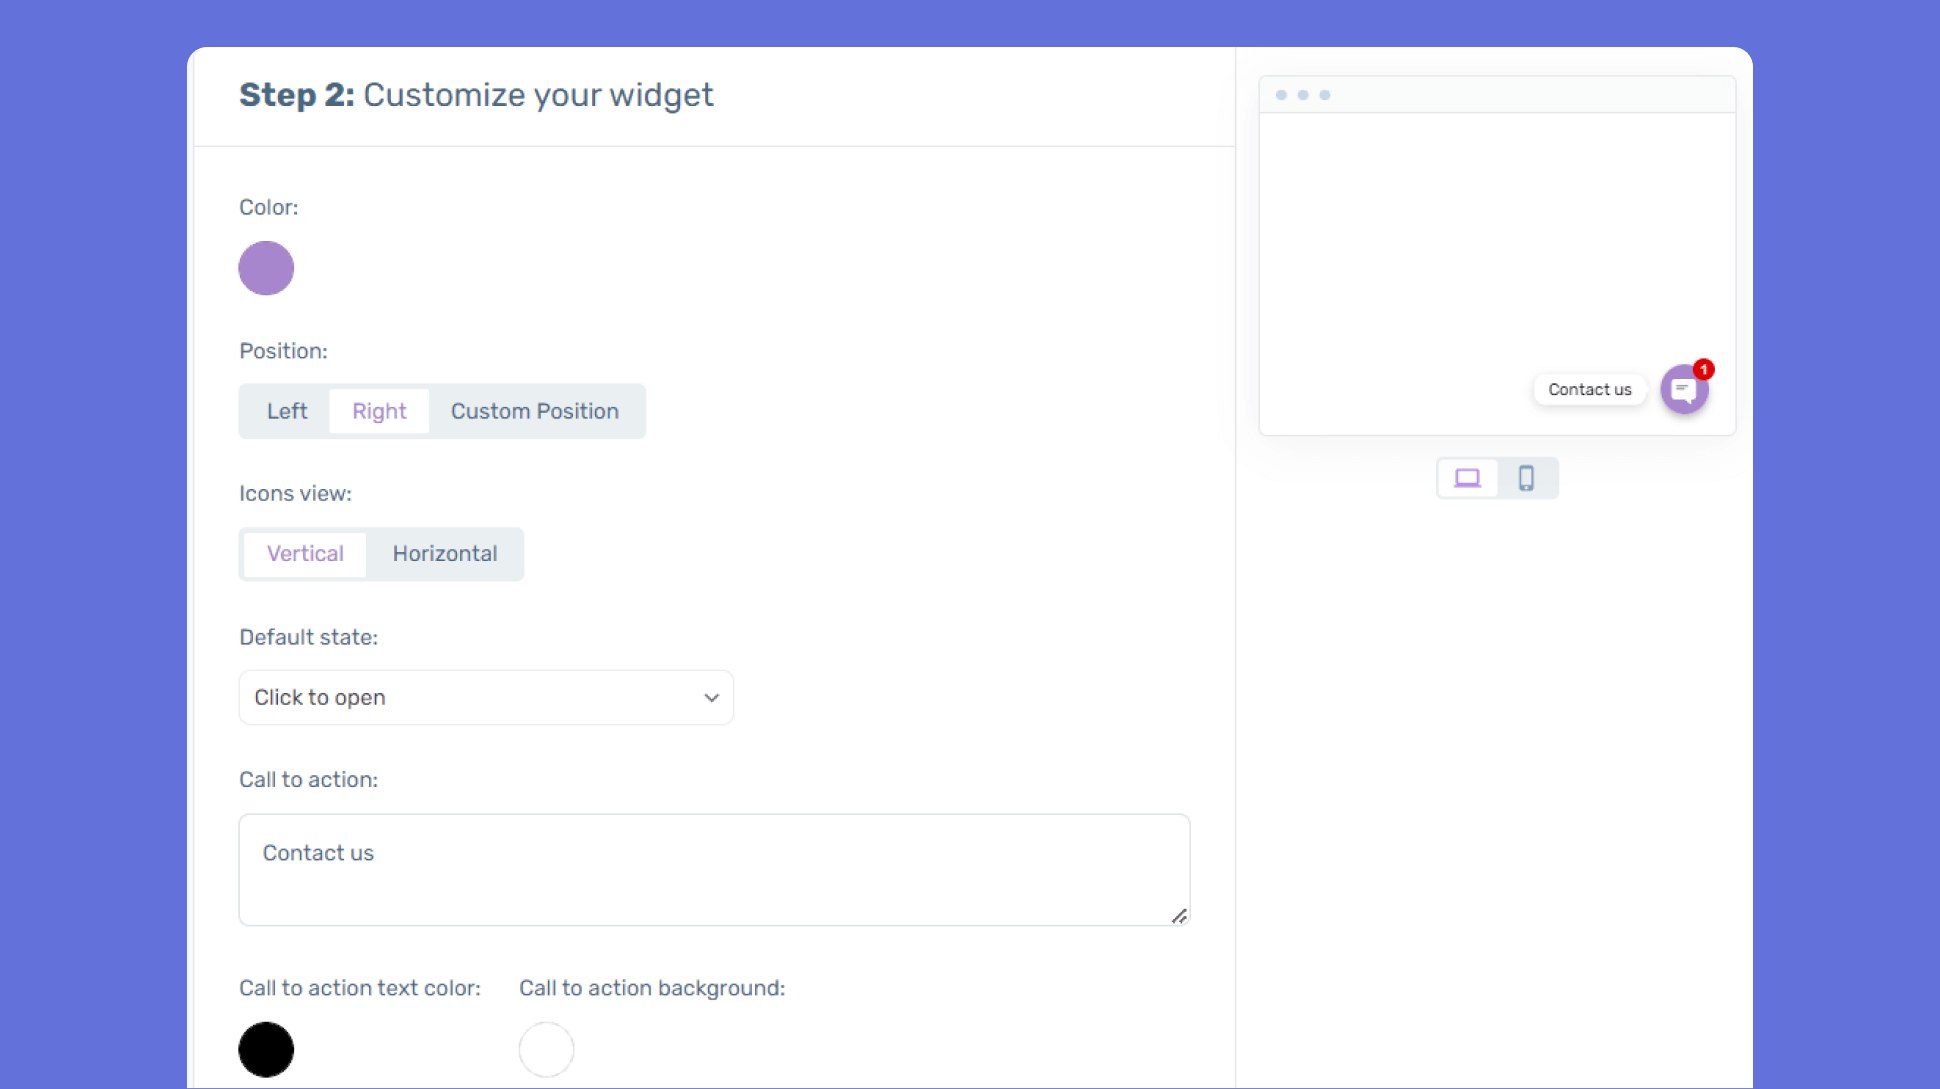 Step 2: Customize your widget
Color:
Position:
Left Right Custom Position
Icons view:
Vertical Horizontal
Default state:
Click to open
Call to action:
Contact us
Call to action text color: Call to action background:
Contact us
1